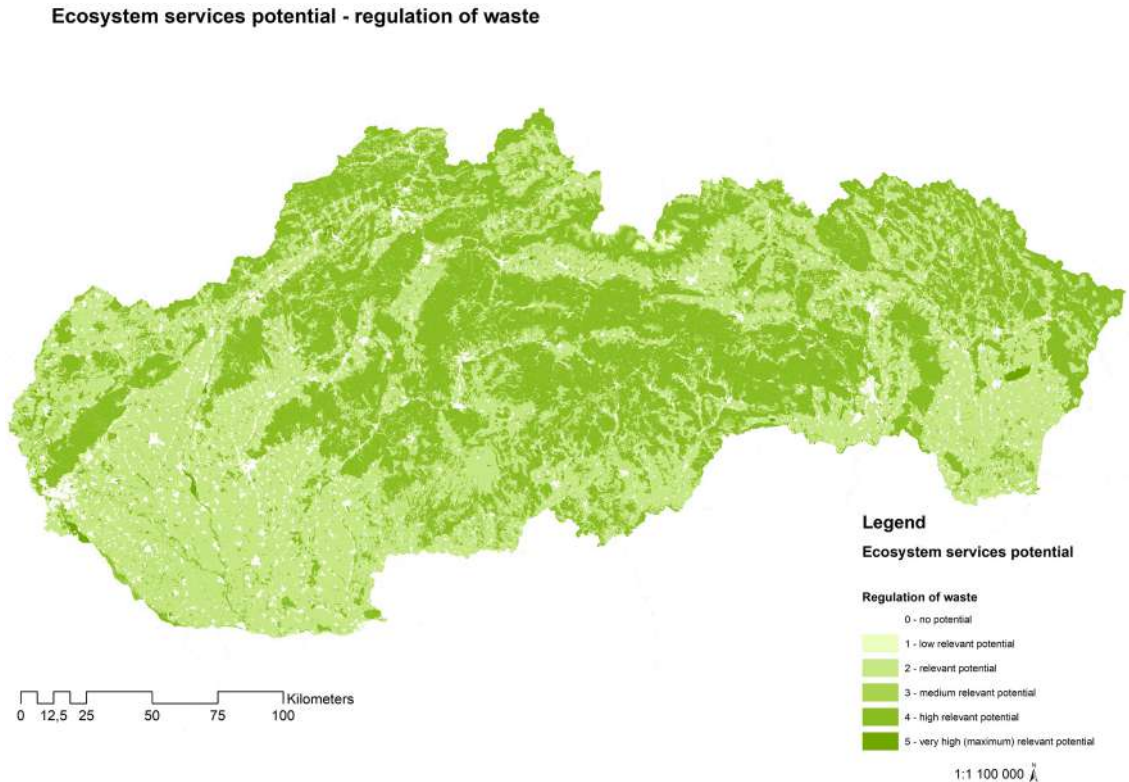 Ecosystem services potential - regulation of waste
Legend
Ecosystem services potential
Regulation of waste
0 - no potential
1 - low relevant potential
2 - relevant potential
3 - medium relevant potential
4 - high relevant potential
5 - very high (maximum) relevant potential
Kilometers
0 12,5 25 50 75 100
1:1 100 000 N